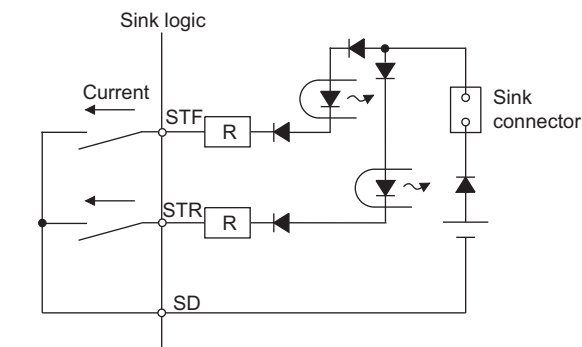 Sink logic
Current
STF
R
Sink
connector
STR
R
SD